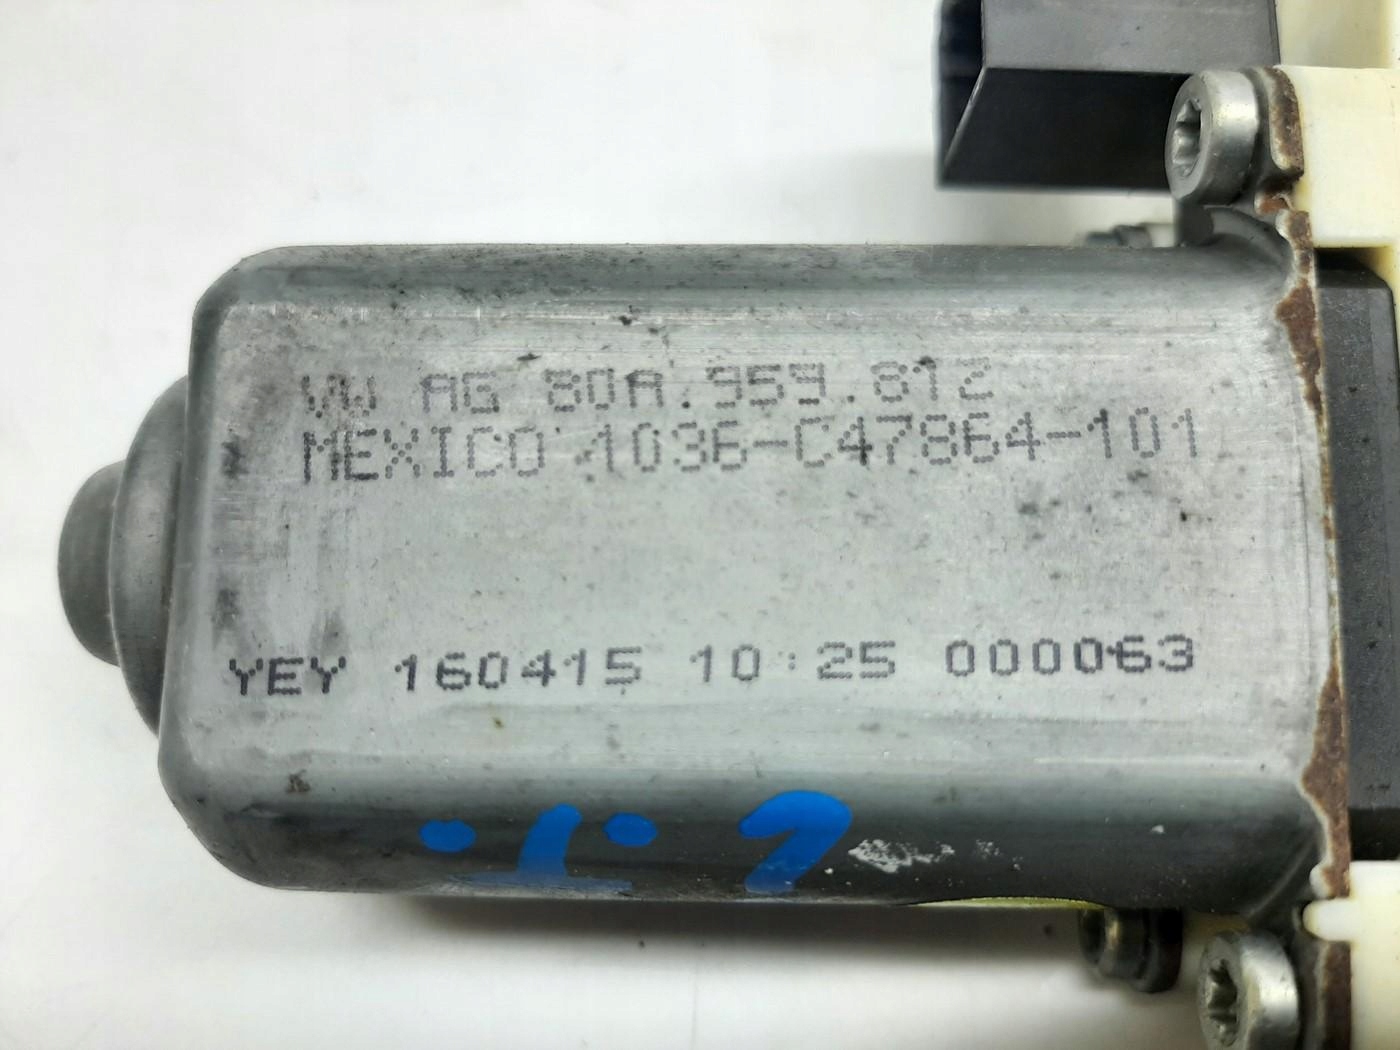 VW AG 80A.959.812
MEXICO 1036-C47864-101
YEY 160415 10:25 000063